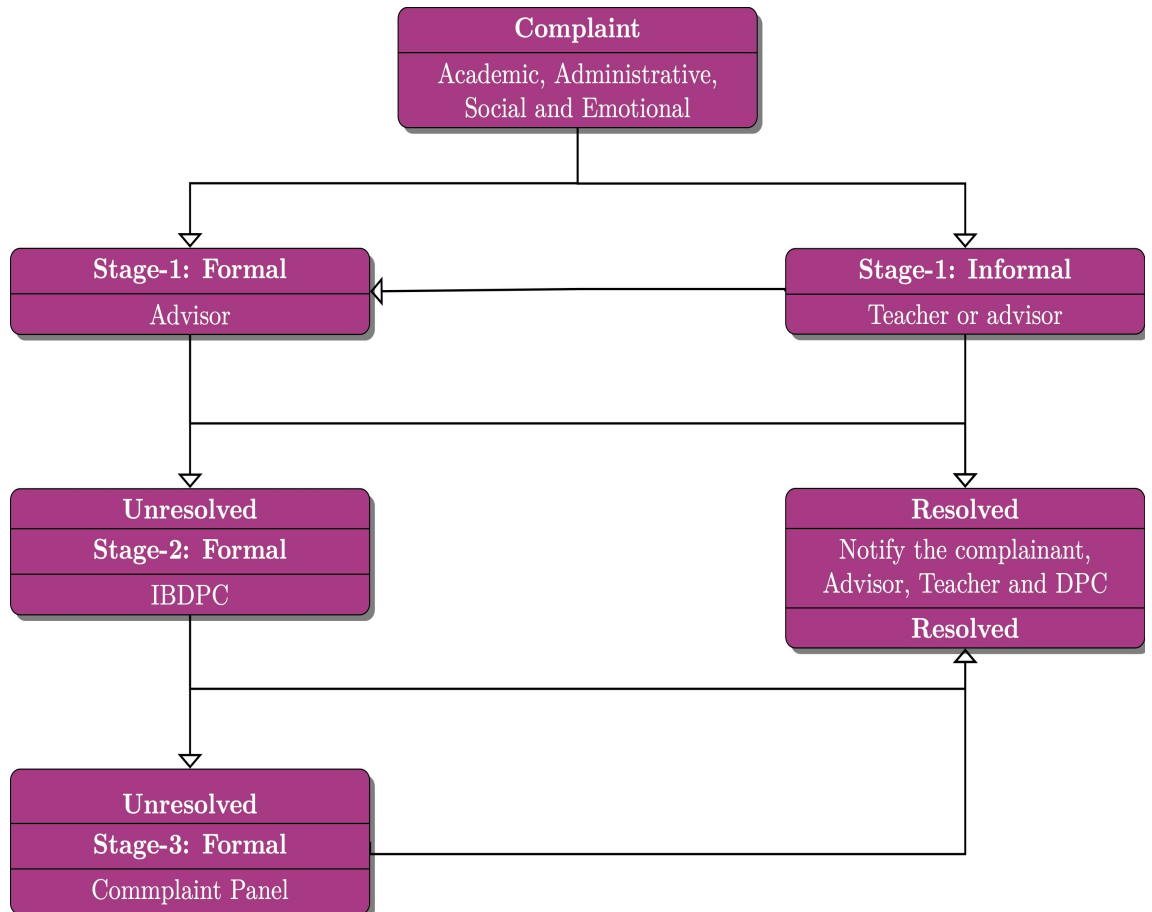 Complaint
Academic, Administrative,
Social and Emotional
Stage-1: Formal
Advisor
Stage-1: Informal
Teacher or advisor
Unresolved
Stage-2: Formal
IBDPC
Resolved
Notify the complainant,
Advisor, Teacher and DPC
Resolved
Unresolved
Stage-3: Formal
Commplaint Panel